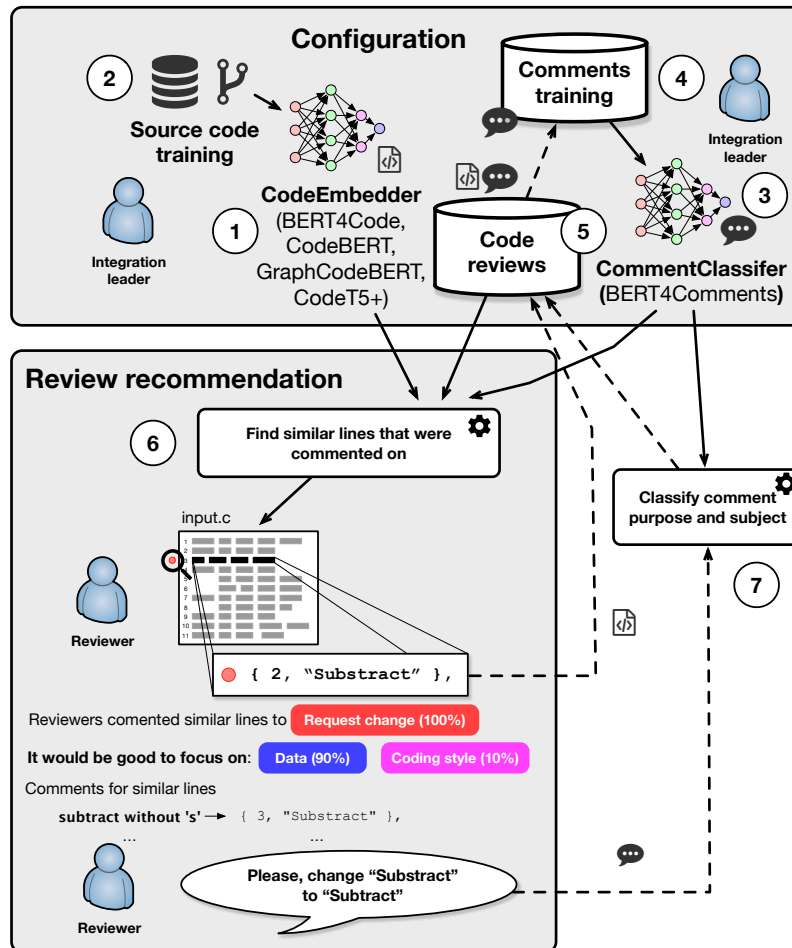 Configuration
2
Source code
training
Integration
leader
1
CodeEmbedder
(BERT4Code,
CodeBERT,
GraphCodeBERT,
CodeT5+)
Comments
training
4
Integration
leader
3
Code
reviews
5
CommentClassifer
(BERT4Comments)
Review recommendation
6
Find similar lines that were
commented on
Classify comment
purpose and subject
7
input.c
1
2
3
4
5
6
7
8
9
10
11
Reviewer
{ 2, “Substract” },
Reviewers comented similar lines to Request change (100%)
It would be good to focus on: Data (90%) Coding style (10%)
Comments for similar lines
subtract without 's' { 3, "Substract" },
... ...
Please, change “Substract”
to “Subtract”
Reviewer